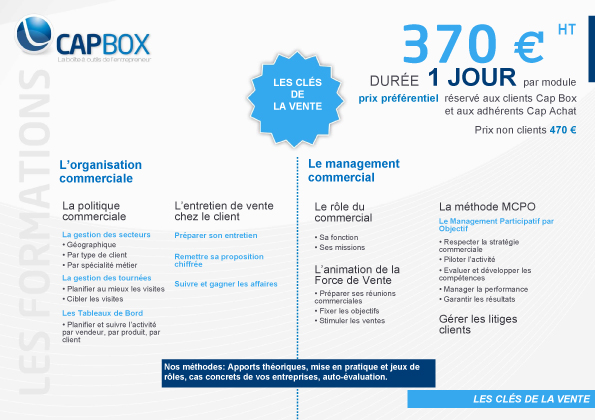 CAPBOX
La boîte à outils de l'entrepreneur
LES FORMATIONS
LES CLÉS
DE
LA VENTE
370 € HT
DURÉE 1 JOUR par module
prix préférentiel réservé aux clients Cap Box
et aux adhérents Cap Achat
Prix non clients 470 €
L'organisation
commerciale
La politique
commerciale
La gestion des secteurs
• Géographique
• Par type de client
• Par spécialité métier
La gestion des tournées
• Planifier au mieux les visites
• Cibler les visites
Les Tableaux de Bord
• Planifier et suivre l'activité
par vendeur, par produit, par
client
L'entretien de vente
chez le client
Préparer son entretien
Remettre sa proposition
chiffrée
Suivre et gagner les affaires
Le management
commercial
Le rôle du
commercial
• Sa fonction
• Ses missions
L'animation de la
Force de Vente
• Préparer ses réunions
commerciales
• Fixer les objectifs
• Stimuler les ventes
La méthode MCPO
Le Management Participatif par
Objectif
• Respecter la stratégie
commerciale
• Piloter l'activité
• Evaluer et développer les
compétences
• Manager la performance
• Garantir les résultats
Gérer les litiges
clients
Nos méthodes: Apports théoriques, mise en pratique et jeux de
rôles, cas concrets de vos entreprises, auto-évaluation.
LES CLÉS DE LA VENTE